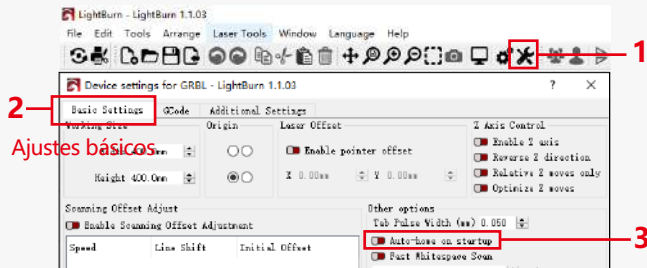 LightBurn - LightBurn 1.1.03
File Edit Tools Arrange Laser Tools Window Language Help
1
Device settings for GRBL - LightBurn 1.1.03 ? ×
2
Basic Settings GCode Additional Settings
Ajustes básicos
Working Size Origin Laser Offset Z Axis Control
Enable pointer offset Enable Z axis
Reverse Z direction
Height 400.0mm X 0.00mm Y 0.00mm Relative Z moves only
Optimize Z moves
Scanning Offset Adjust Other options
Enable Scanning Offset Adjustment Tab Pulse Width (ms) 0.050
Auto-home on startup
3
Speed Line Shift Initial Offset Fast Whitespace Scan